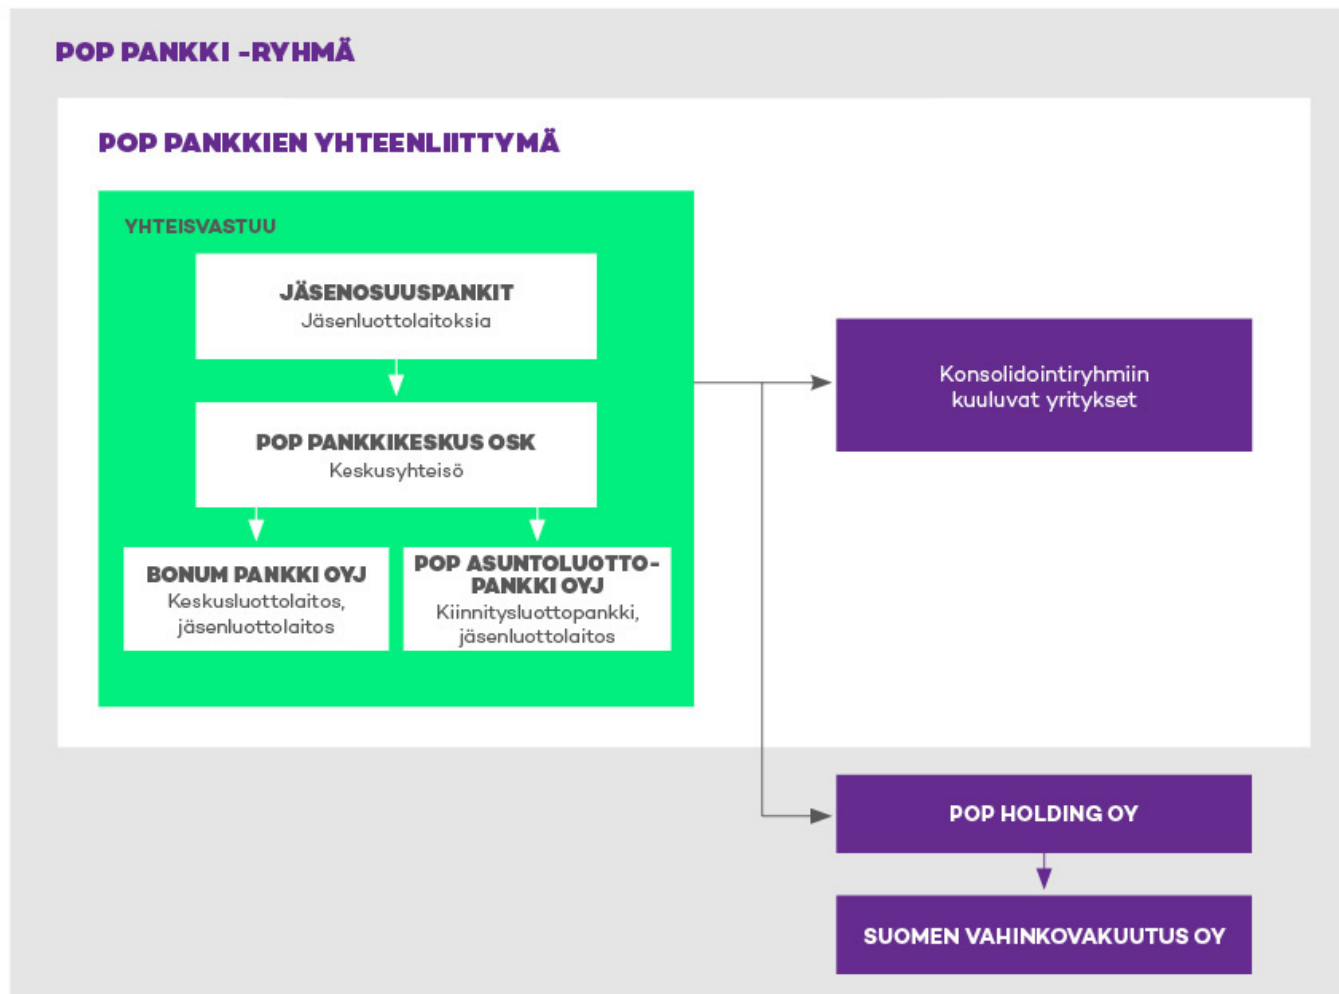 POP PANKKI -RYHMÄ
POP PANKKIEN YHTEENLIITTYMÄ
YHTEISVASTUU
JÄSENOSUUSPANKIT
Jäsenluottolaitoksia
POP PANKKIKESKUS OSK
Keskusyhteisö
BONUM PANKKI OYJ
Keskusluottolaitos,
jäsenluottolaitos
POP ASUNTOLUOTTO-
PANKKI OYJ
Kiinnitysluottopankki,
jäsenluottolaitos
Konsolidointiryhmiin
kuuluvat yritykset
POP HOLDING OY
SUOMEN VAHINKOVAKUUTUS OY